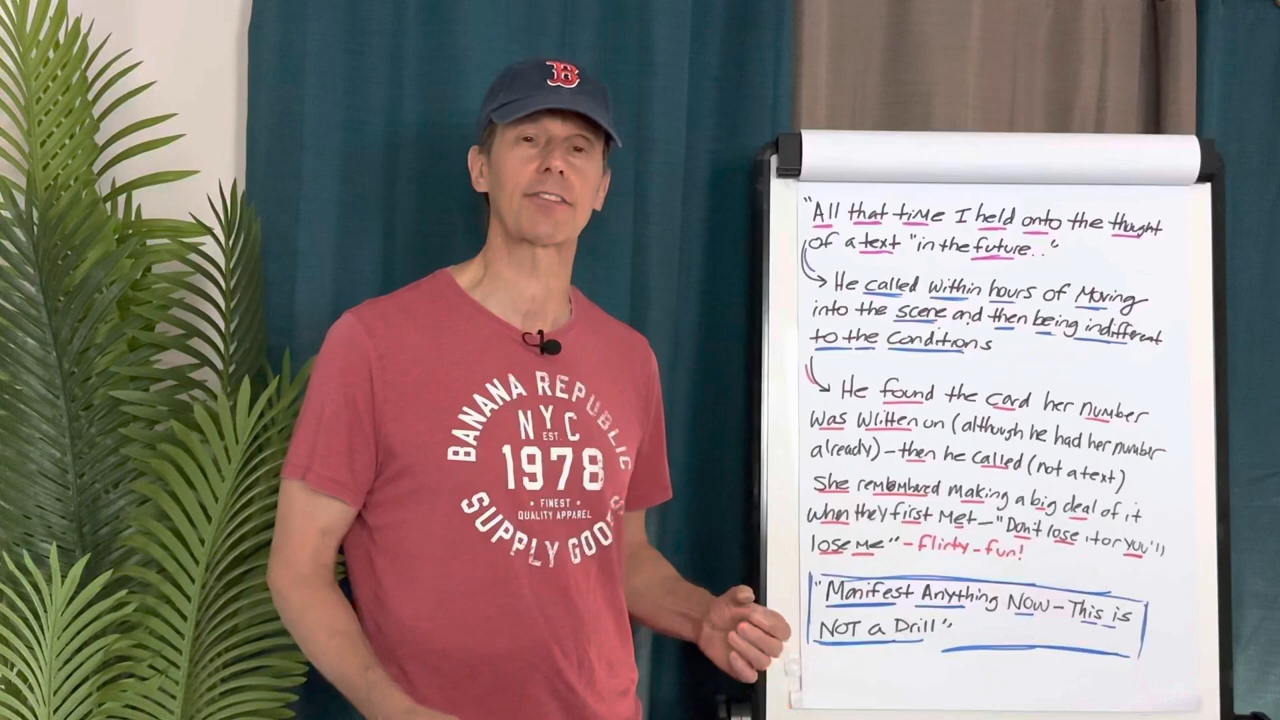 B
BANANA REPUBLIC
NYC
EST.
1978
• FINEST •
QUALITY APPAREL
SUPPLY GOODS
"All that time I held onto the thought
of a text "in the future.."
He called within hours of Moving
into the scene and then being indifferent
to the Conditions
He found the card her number
was written on (although he had her number
already) - then he called (not a text)
She remembered making a big deal of it
when they first met - "Don't lose it or you'll
lose me" - flirty - fun!
"Manifest Anything Now - This is
NOT a Drill"